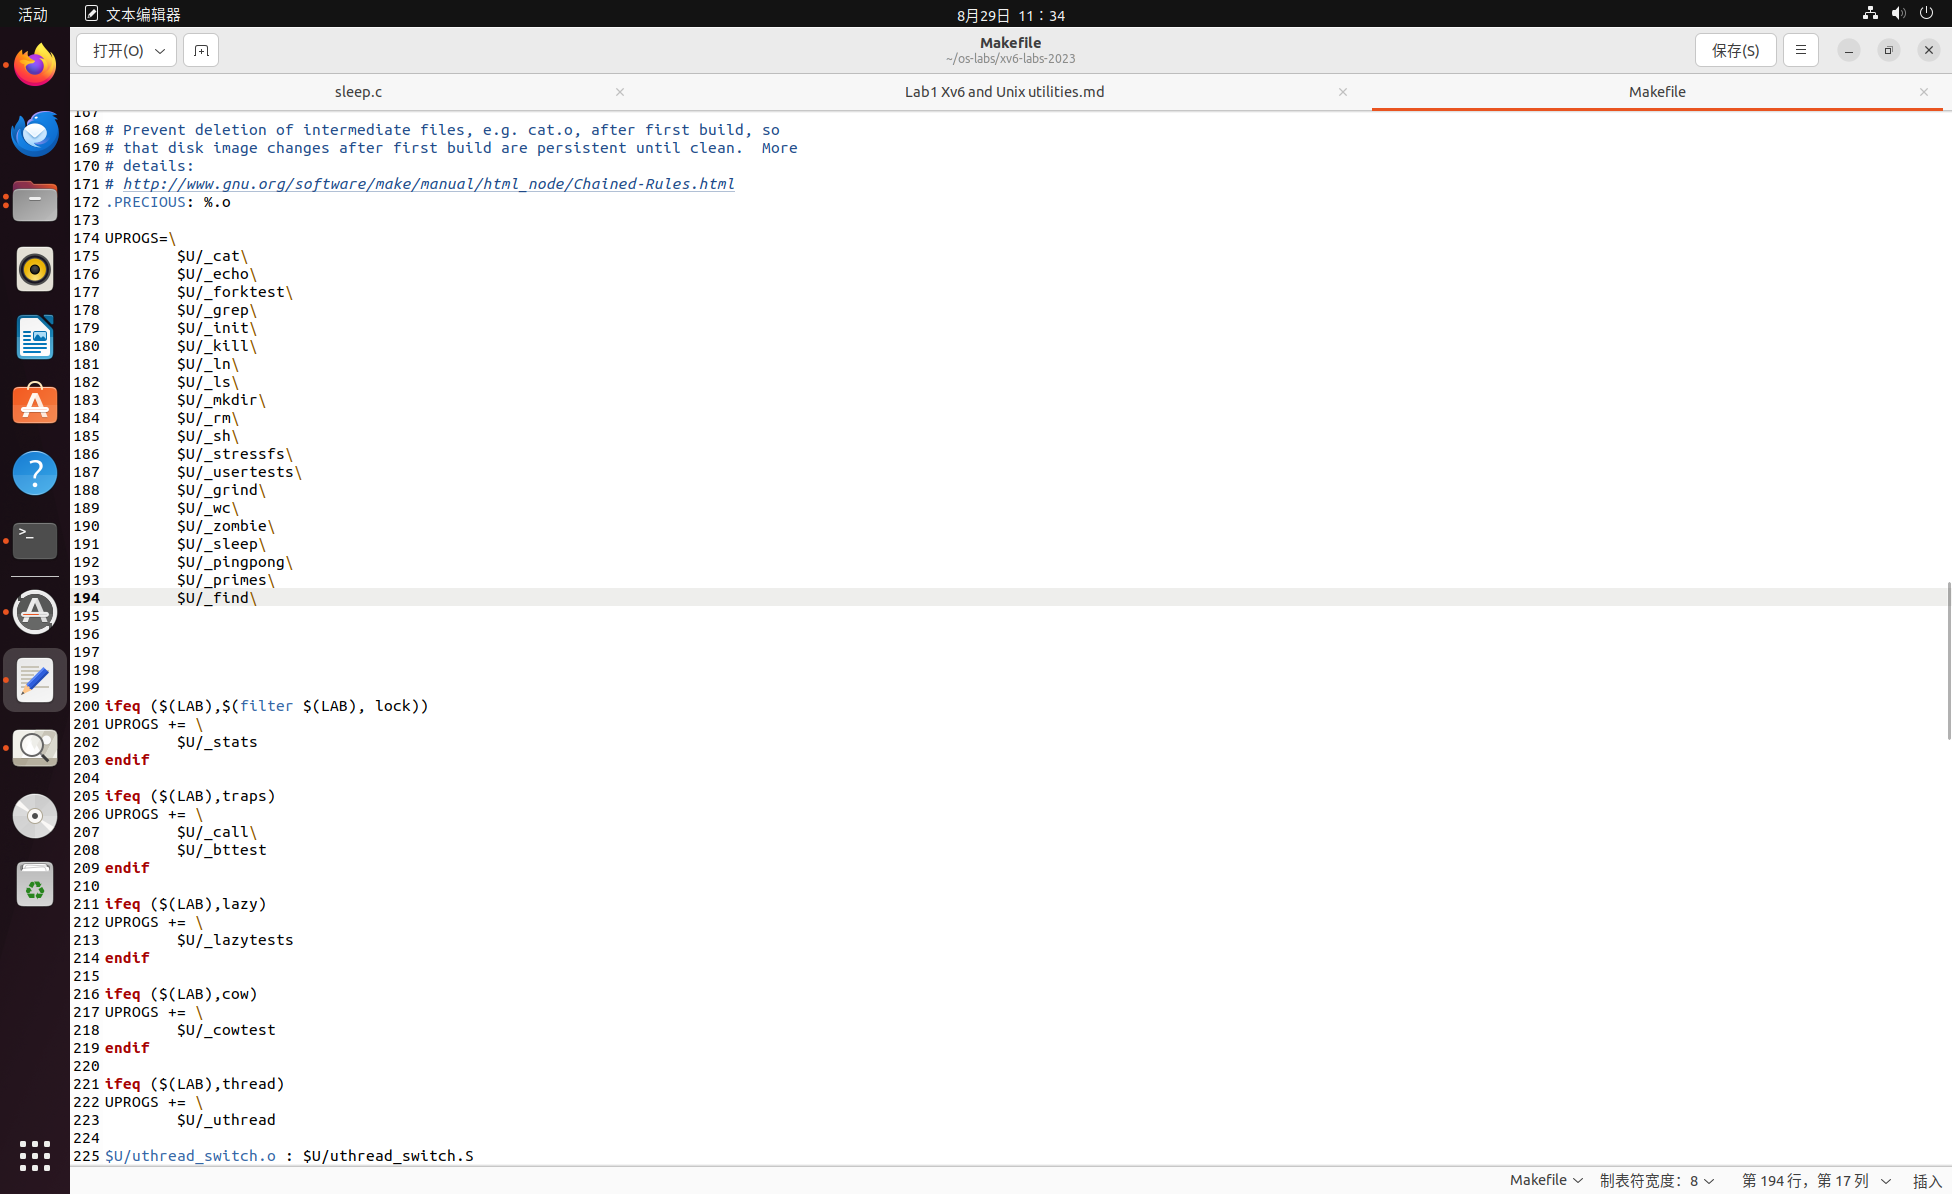 活动
文本编辑器
8月29日 11：34
打开(O)
Makefile
~/os-labs/xv6-labs-2023
保存(S)
sleep.c
Lab1 Xv6 and Unix utilities.md
Makefile
167
168 # Prevent deletion of intermediate files, e.g. cat.o, after first build, so
169 # that disk image changes after first build are persistent until clean.  More
170 # details:
171 # http://www.gnu.org/software/make/manual/html_node/Chained-Rules.html
172 .PRECIOUS: %.o
173
174 UPROGS=\
175 	$U/_cat\
176 	$U/_echo\
177 	$U/_forktest\
178 	$U/_grep\
179 	$U/_init\
180 	$U/_kill\
181 	$U/_ln\
182 	$U/_ls\
183 	$U/_mkdir\
184 	$U/_rm\
185 	$U/_sh\
186 	$U/_stressfs\
187 	$U/_usertests\
188 	$U/_grind\
189 	$U/_wc\
190 	$U/_zombie\
191 	$U/_sleep\
192 	$U/_pingpong\
193 	$U/_primes\
194 	$U/_find\
195
196
197
198
199
200 ifeq ($(LAB),$(filter $(LAB), lock))
201 UPROGS += \
202 	$U/_stats
203 endif
204
205 ifeq ($(LAB),traps)
206 UPROGS += \
207 	$U/_call\
208 	$U/_bttest
209 endif
210
211 ifeq ($(LAB),lazy)
212 UPROGS += \
213 	$U/_lazytests
214 endif
215
216 ifeq ($(LAB),cow)
217 UPROGS += \
218 	$U/_cowtest
219 endif
220
221 ifeq ($(LAB),thread)
222 UPROGS += \
223 	$U/_uthread
224
225 $U/uthread_switch.o : $U/uthread_switch.S
Makefile
制表符宽度：8
第 194 行，第 17 列
插入